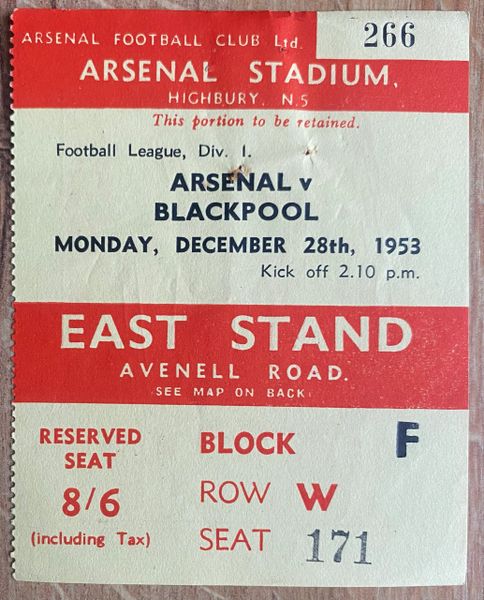 ARSENAL FOOTBALL CLUB Ltd. 266
ARSENAL STADIUM,
HIGHBURY, N.5
This portion to be retained.
Football League, Div. 1.
ARSENAL v
BLACKPOOL
MONDAY, DECEMBER 28th, 1953
Kick off 2.10 p.m.
EAST STAND
AVENELL ROAD.
SEE MAP ON BACK
RESERVED SEAT
8/6
(including Tax)
BLOCK F
ROW W
SEAT 171